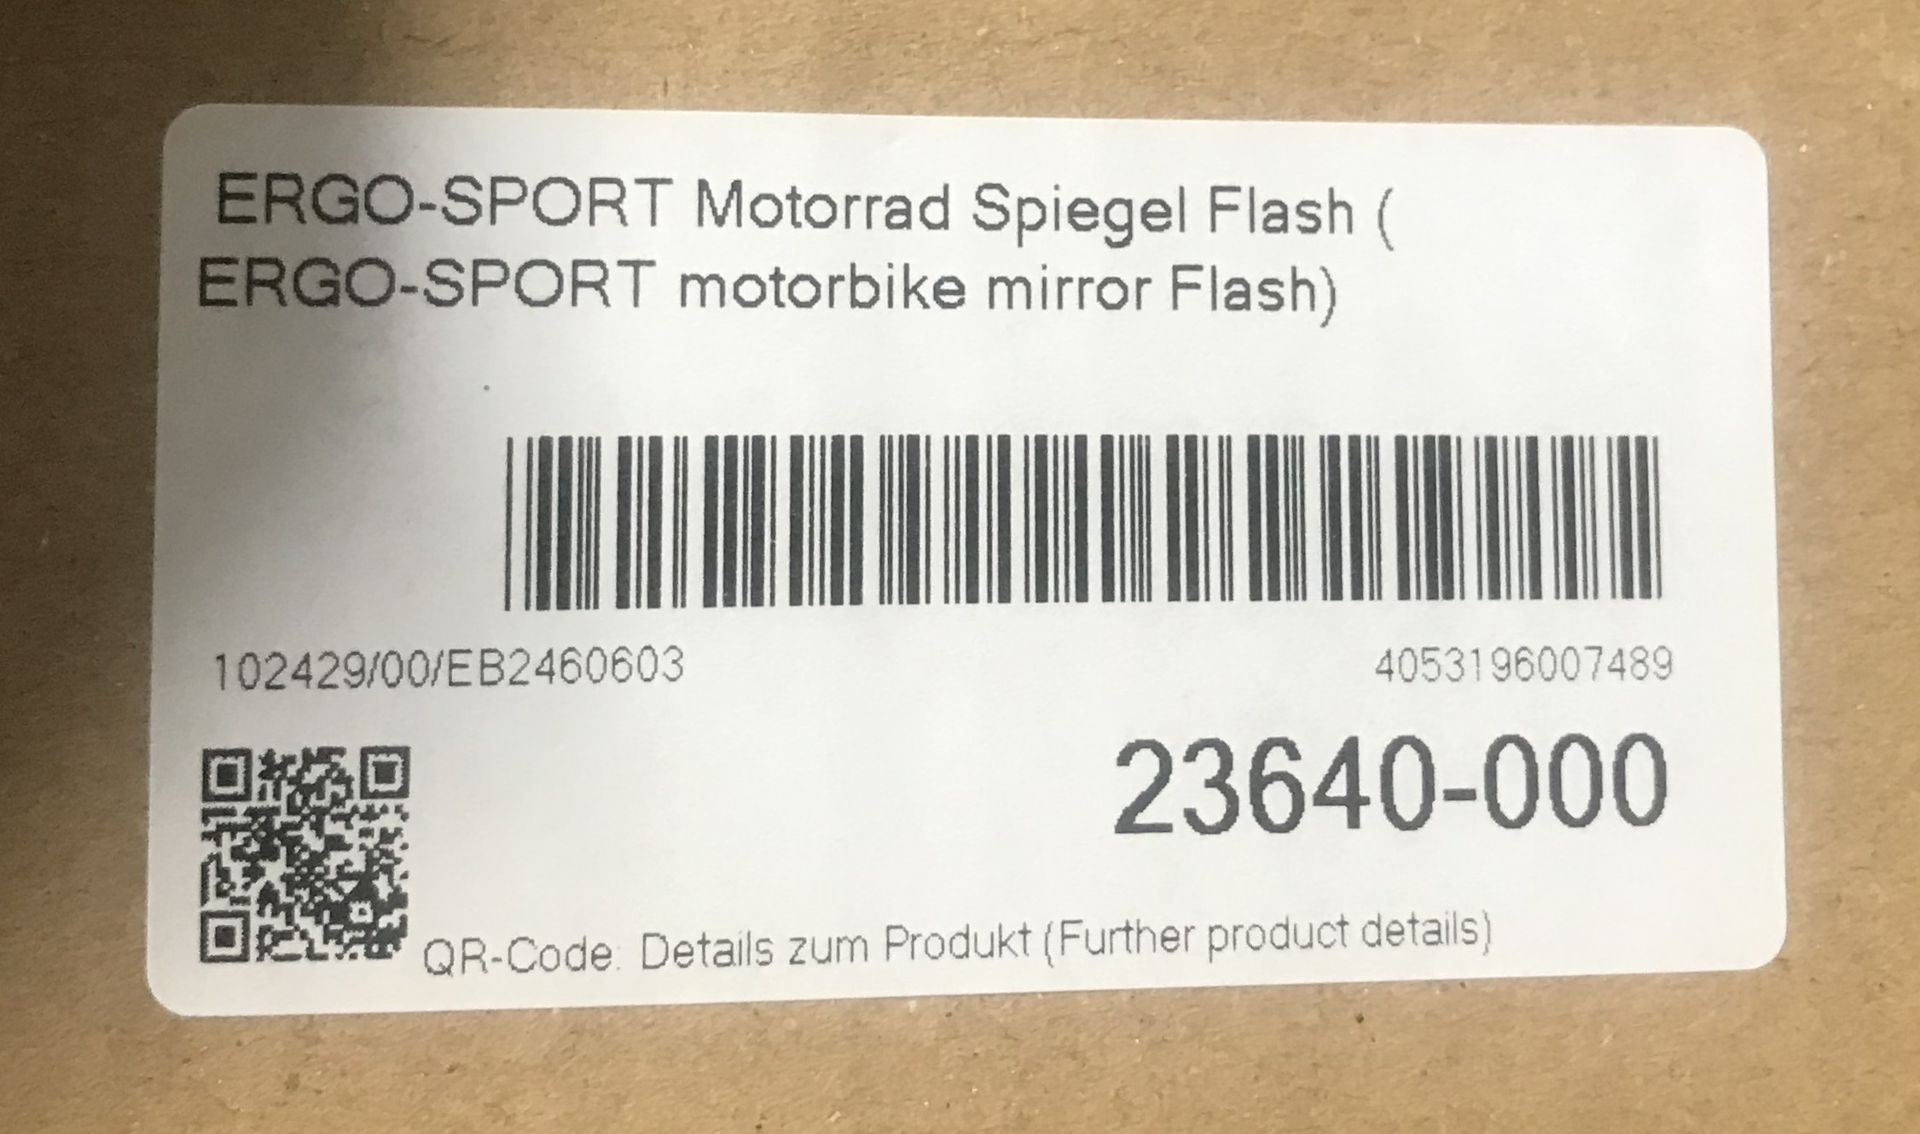 ERGO-SPORT Motorrad Spiegel Flash (
ERGO-SPORT motorbike mirror Flash)
102429/00/EB2460603
4053196007489
23640-000
QR-Code: Details zum Produkt (Further product details)